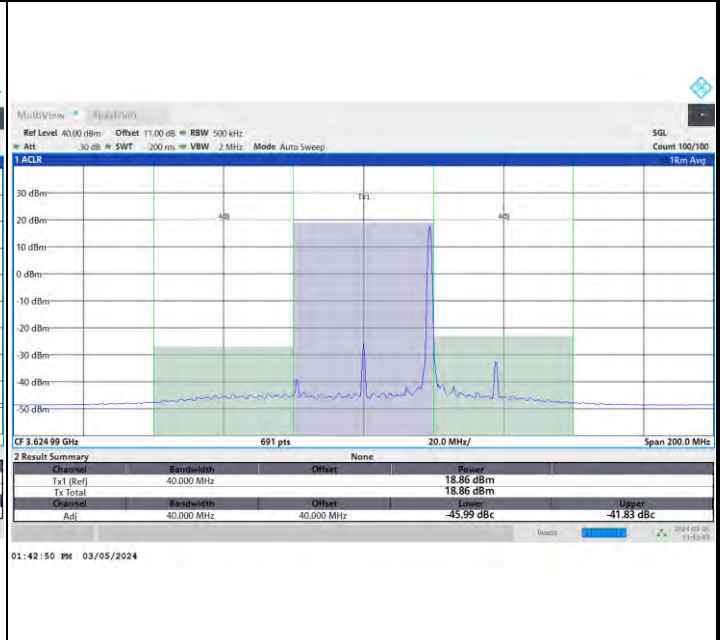 MultiView Spectrum
Ref Level 40.00 dBm Offset 11.00 dB RBW 500 kHz SGL
Att 30 dB SWT 200 ms VBW 2 MHz Mode Auto Sweep Count 100/100
1 ACLR 1Rm Avg
30 dBm
Tx1
20 dBm
Adj Adj
10 dBm
0 dBm
-10 dBm
-20 dBm
-30 dBm
-40 dBm
-50 dBm
CF 3.624 99 GHz 691 pts 20.0 MHz/ Span 200.0 MHz
2 Result Summary None
Channel Bandwidth Offset Power
Tx1 (Ref) 40.000 MHz 18.86 dBm
Tx Total 18.86 dBm
Channel Bandwidth Offset Lower Upper
Adj 40.000 MHz 40.000 MHz -45.99 dBc -41.83 dBc
Ready 2024-03-05
01:42:50 PM 03/05/2024